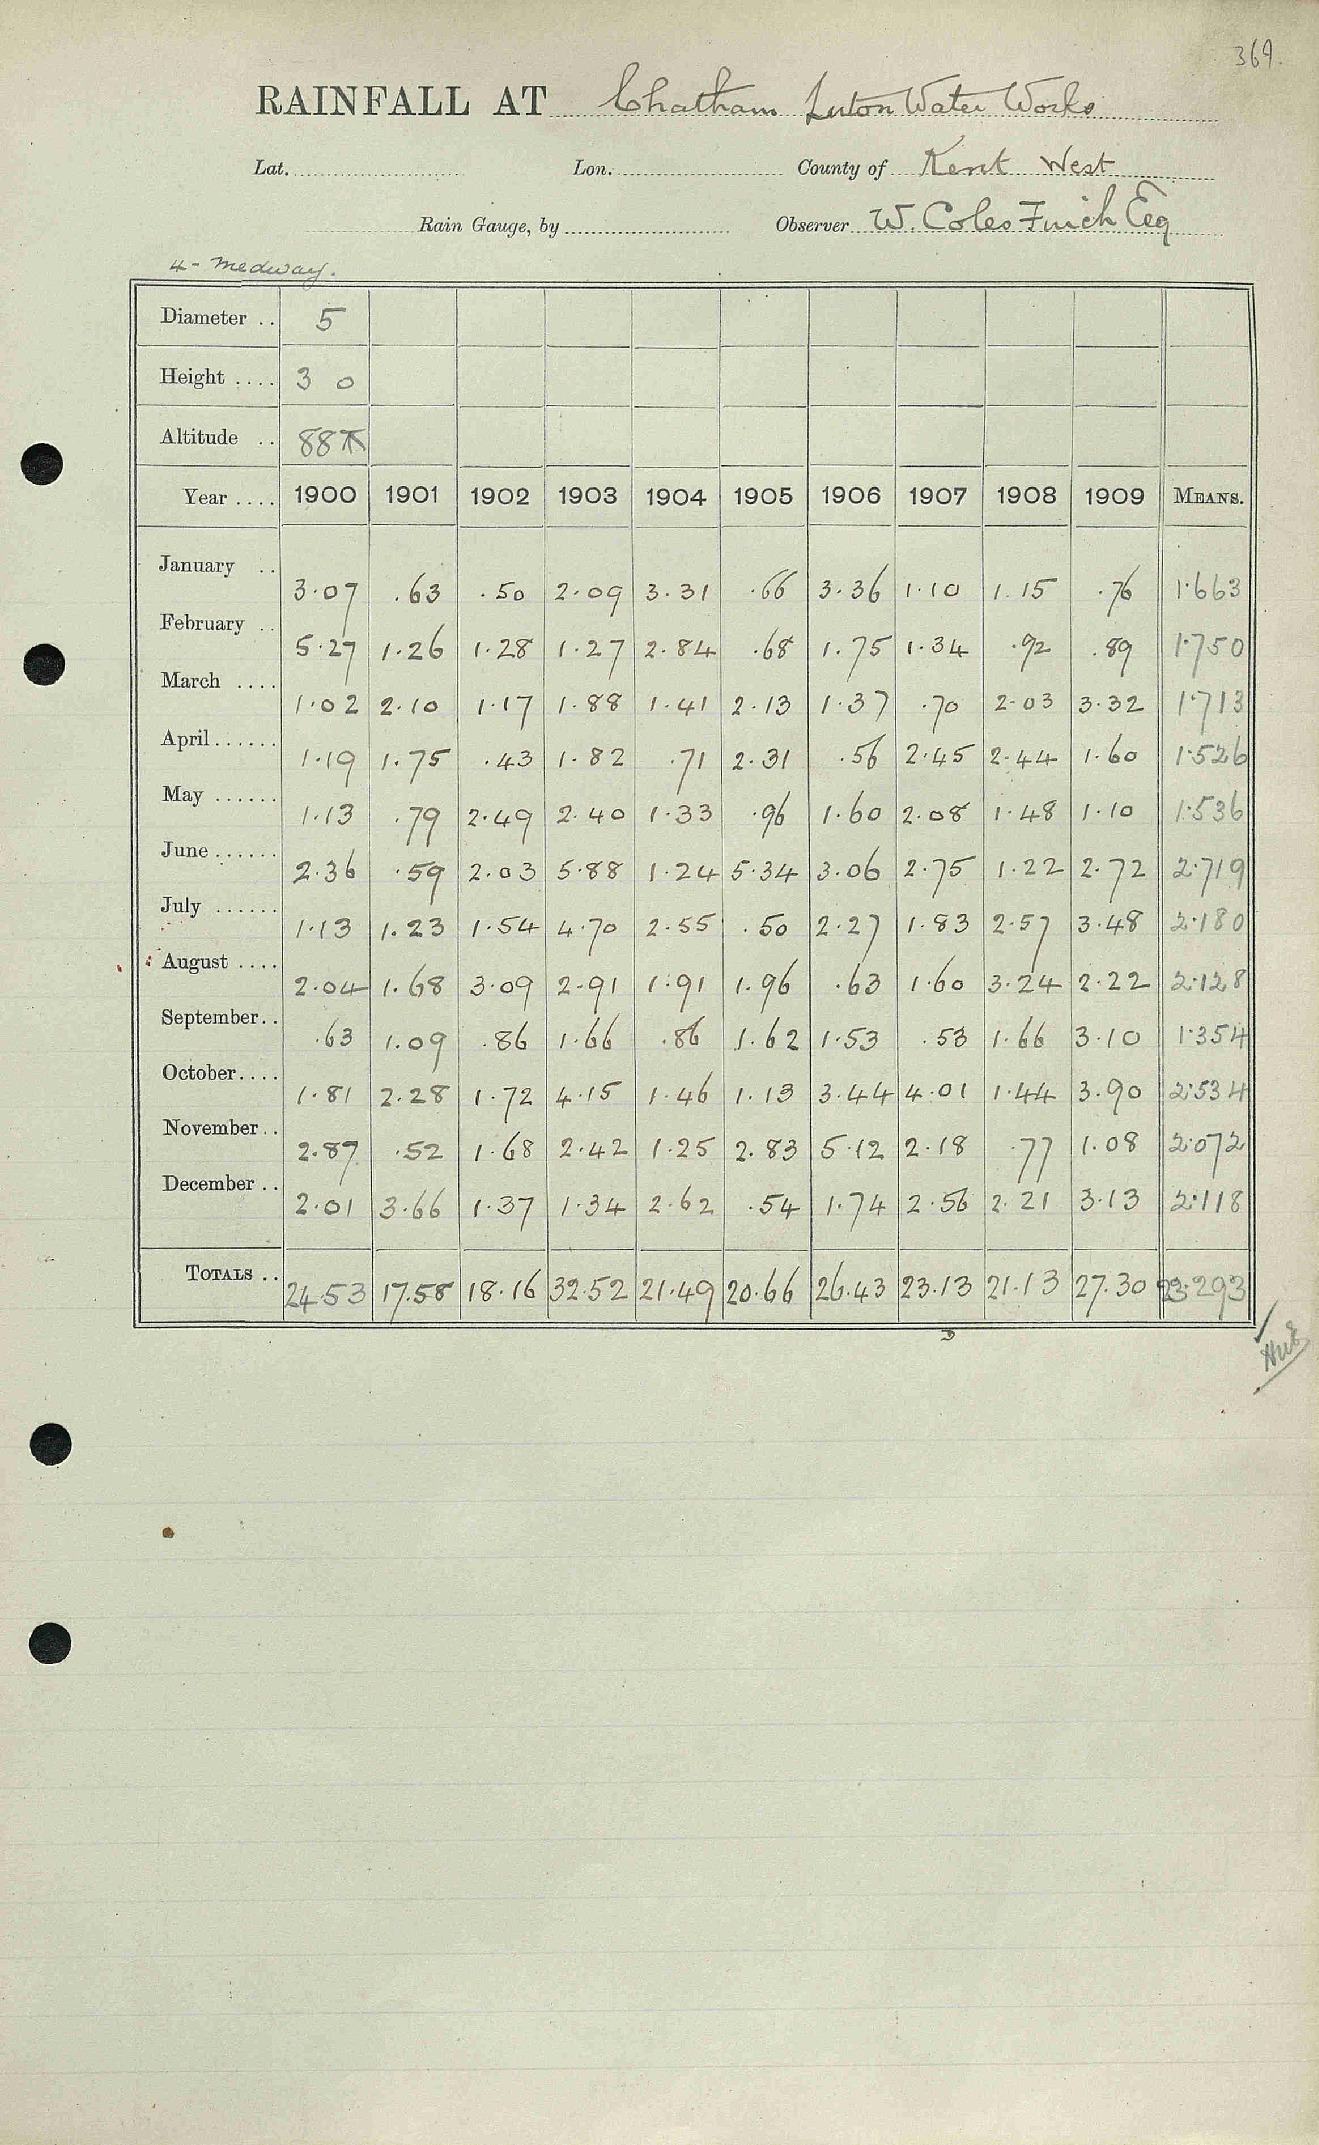 369.
RAINFALL AT Chatham Luton Water Works
Lat. Lon. County of Kent West
Rain Gauge, by Observer W. Coles Finch Esq
4- Medway.
Diameter .. 5
Height .... 3 0
Altitude .. 88
Year .... 1900 1901 1902 1903 1904 1905 1906 1907 1908 1909 MEANS.
January .. 3.07 .63 .50 2.09 3.31 .66 3.36 1.10 1.15 .76 1.663
February .. 5.27 1.26 1.28 1.27 2.84 .68 1.75 1.34 .92 .89 1.750
March .... 1.02 2.10 1.17 1.88 1.41 2.13 1.37 .70 2.03 3.32 1.713
April...... 1.19 1.75 .43 1.82 .71 2.31 .56 2.45 2.44 1.60 1.526
May ...... 1.13 .79 2.49 2.40 1.33 .96 1.60 2.08 1.48 1.10 1.536
June ...... 2.36 .59 2.03 5.88 1.24 5.34 3.06 2.75 1.22 2.72 2.719
July ...... 1.13 1.23 1.54 4.70 2.55 .50 2.27 1.83 2.57 3.48 2.180
August .... 2.04 1.68 3.09 2.91 1.91 1.96 .63 1.60 3.24 2.22 2.128
September.. .63 1.09 .86 1.66 .86 1.62 1.53 .53 1.66 3.10 1.354
October.... 1.81 2.28 1.72 4.15 1.46 1.13 3.44 4.01 1.44 3.90 2.534
November.. 2.87 .52 1.68 2.42 1.25 2.83 5.12 2.18 .77 1.08 2.072
December .. 2.01 3.66 1.37 1.34 2.62 .54 1.74 2.56 2.21 3.13 2.118
TOTALS .. 24.53 17.58 18.16 32.52 21.49 20.66 26.43 23.13 21.13 27.30 23.293